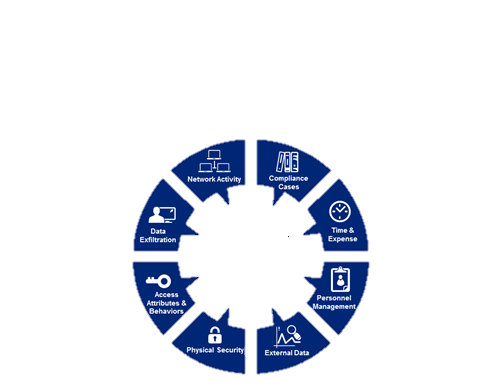 Network Activity
Compliance
Cases
Time &
Expense
Personnel
Management
External Data
Physical Security
Access
Attributes &
Behaviors
Data
Exfiltration